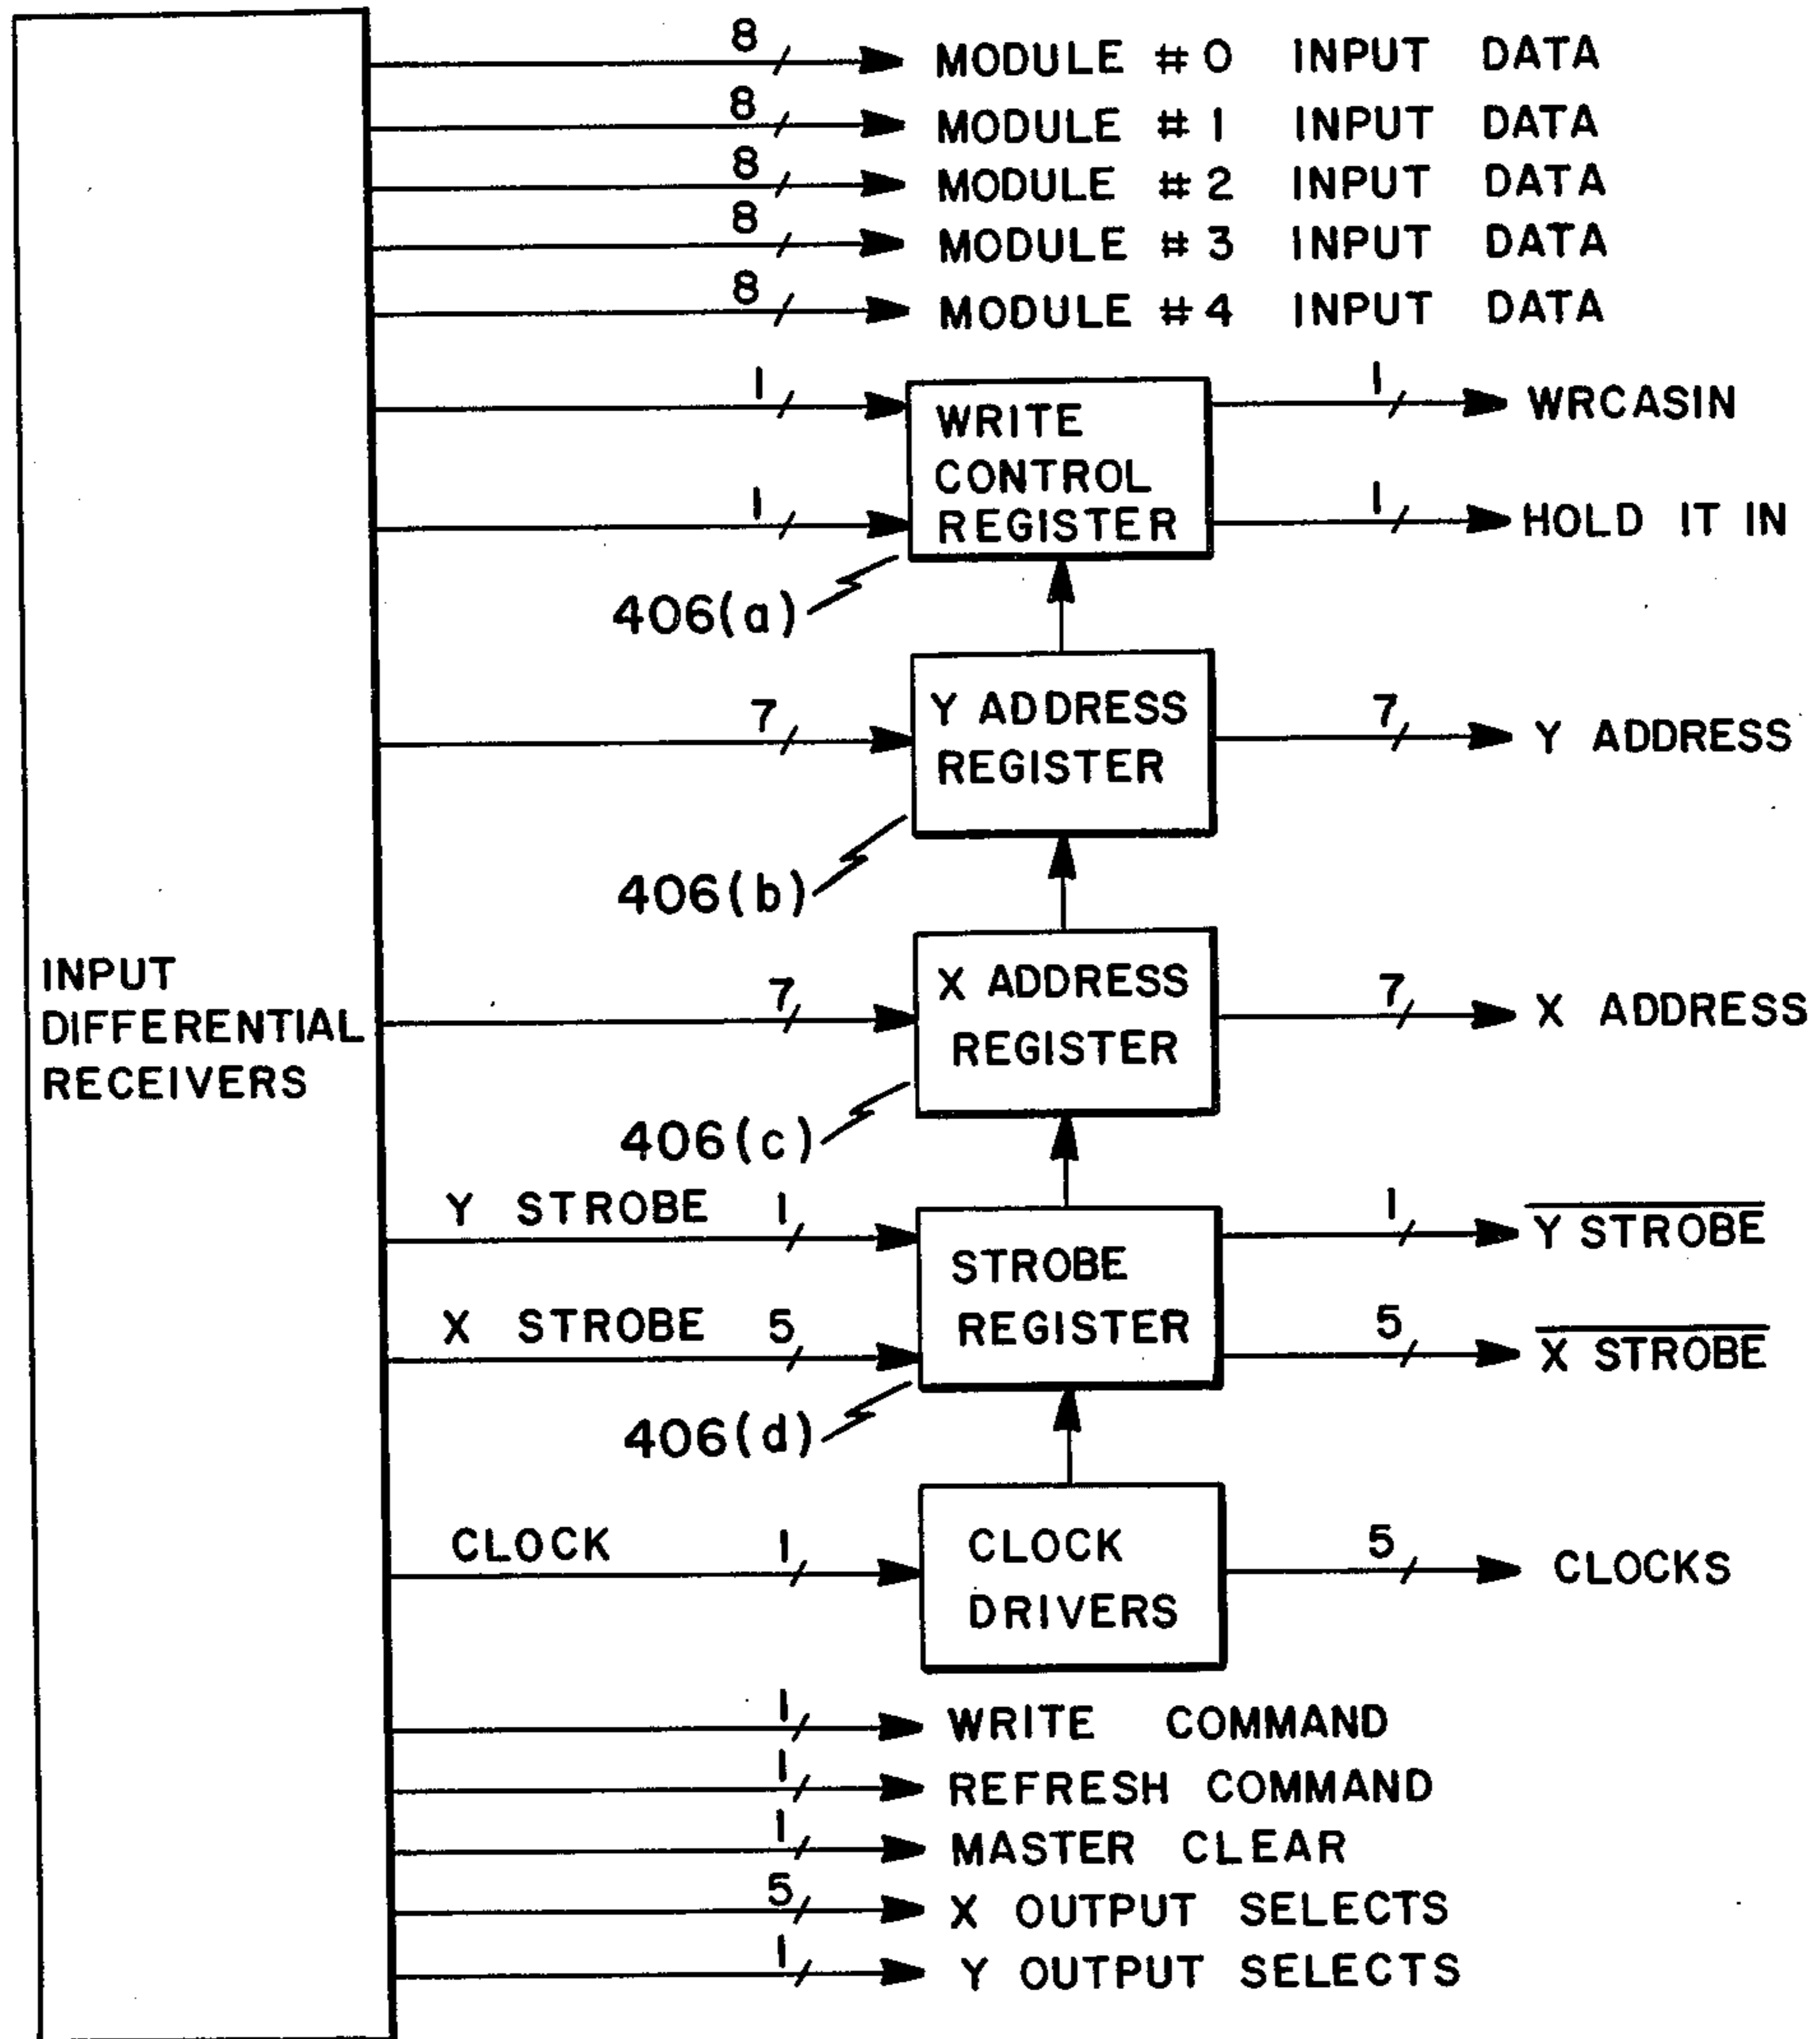 8 MODULE #0 INPUT DATA
8 MODULE #1 INPUT DATA
8 MODULE #2 INPUT DATA
8 MODULE #3 INPUT DATA
8 MODULE #4 INPUT DATA
1
WRITE
CONTROL
REGISTER
1 WRCASIN
1
1 HOLD IT IN
406(a)
7
Y ADDRESS
REGISTER
7 Y ADDRESS
406(b)
INPUT
DIFFERENTIAL
RECEIVERS
7
X ADDRESS
REGISTER
7 X ADDRESS
406(c)
Y STROBE 1
X STROBE 5
STROBE
REGISTER
1 Y STROBE
5 X STROBE
406(d)
CLOCK 1
CLOCK
DRIVERS
5 CLOCKS
1 WRITE COMMAND
1 REFRESH COMMAND
1 MASTER CLEAR
5 X OUTPUT SELECTS
1 Y OUTPUT SELECTS